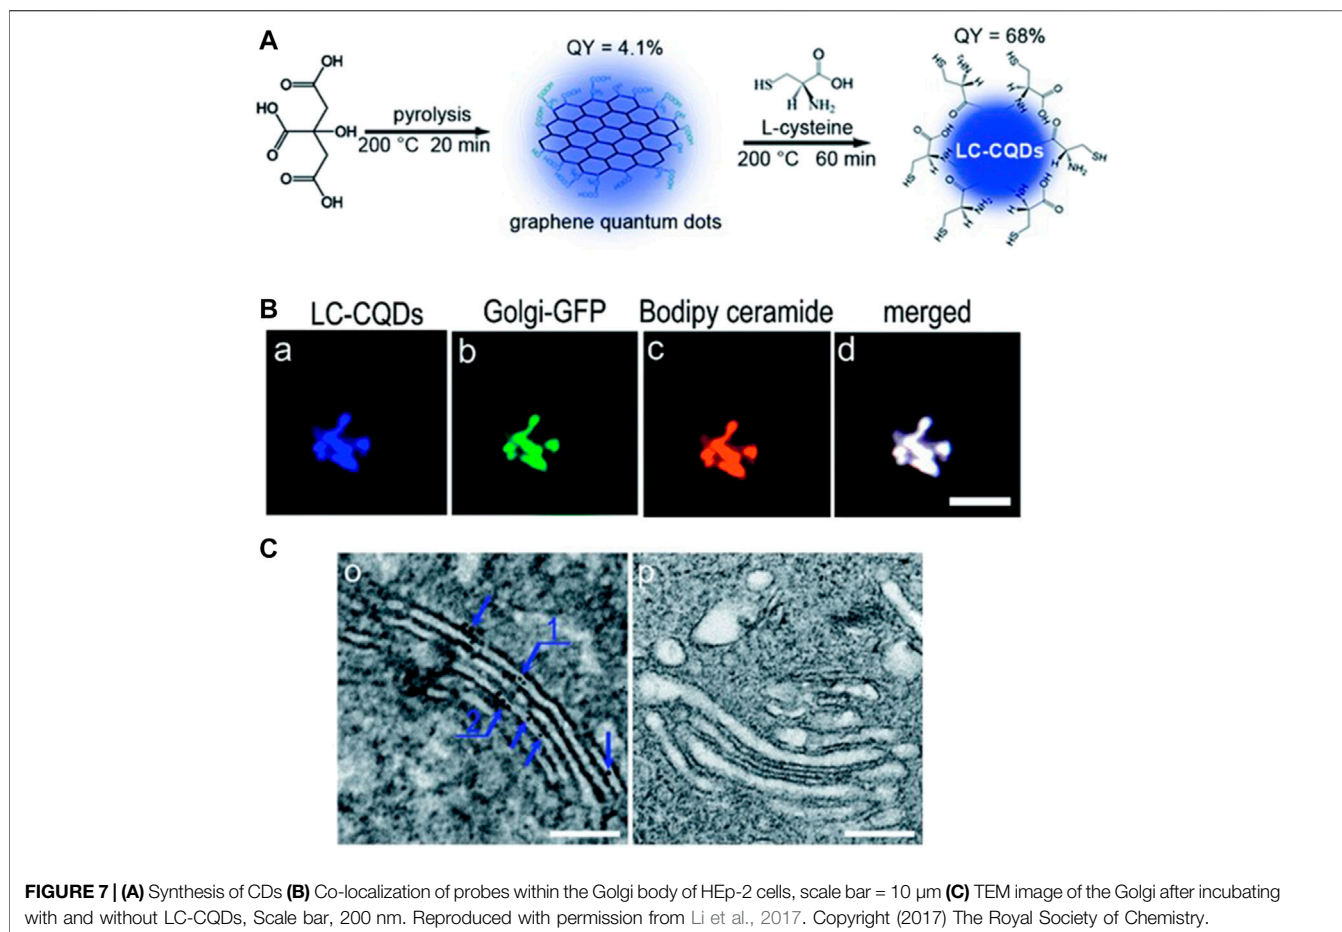 A
QY = 4.1%
QY = 68%
OH
O
O
HO
OH
O
O
OH
pyrolysis
200 °C 20 min
graphene quantum dots
O
HS
OH
H NH₂
L-cysteine
200 °C 60 min
LC-CQDs
B
LC-CQDs Golgi-GFP Bodipy ceramide merged
a b c d
C
o p
1
2
FIGURE 7 | (A) Synthesis of CDs (B) Co-localization of probes within the Golgi body of HEp-2 cells, scale bar = 10 μm (C) TEM image of the Golgi after incubating
with and without LC-CQDs, Scale bar, 200 nm. Reproduced with permission from Li et al., 2017. Copyright (2017) The Royal Society of Chemistry.